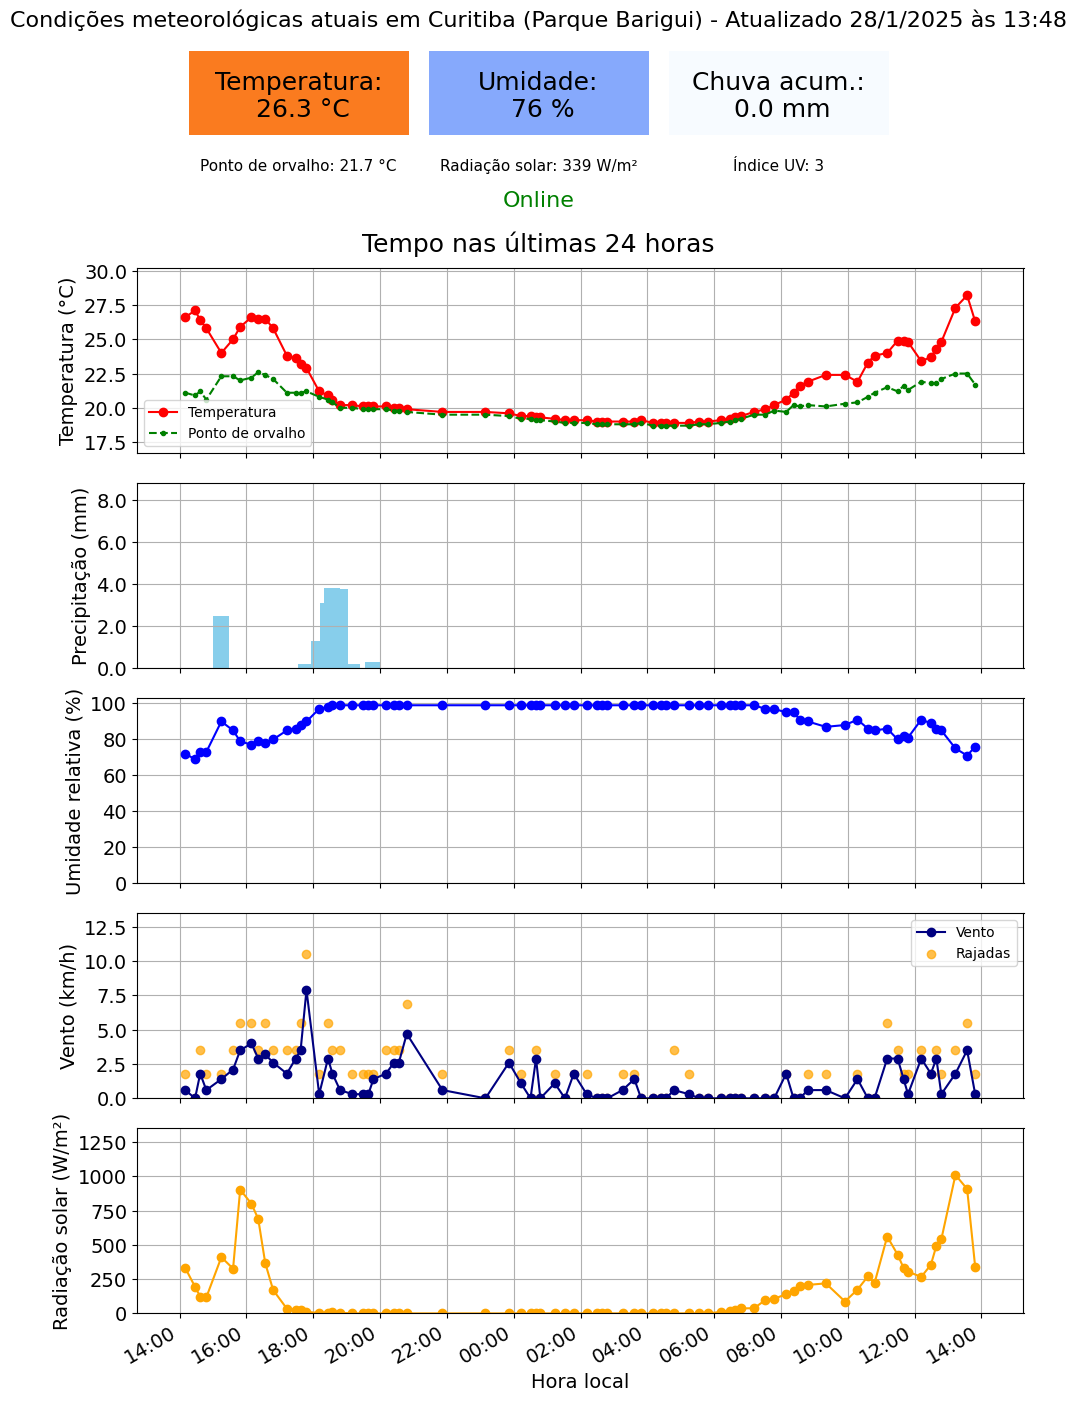 Condições meteorológicas atuais em Curitiba (Parque Barigui) - Atualizado 28/1/2025 às 13:48
Temperatura:
26.3 °C
Umidade:
76 %
Chuva acum.:
0.0 mm
Ponto de orvalho: 21.7 °C
Radiação solar: 339 W/m²
Índice UV: 3
Online
Tempo nas últimas 24 horas
Temperatura (°C)
30.0
27.5
25.0
22.5
20.0
17.5
Temperatura
Ponto de orvalho
Precipitação (mm)
8.0
6.0
4.0
2.0
0.0
Umidade relativa (%)
100
80
60
40
20
0
Vento (km/h)
12.5
10.0
7.5
5.0
2.5
0.0
Vento
Rajadas
Radiação solar (W/m²)
1250
1000
750
500
250
0
14:00
16:00
18:00
20:00
22:00
00:00
02:00
04:00
06:00
08:00
10:00
12:00
14:00
Hora local